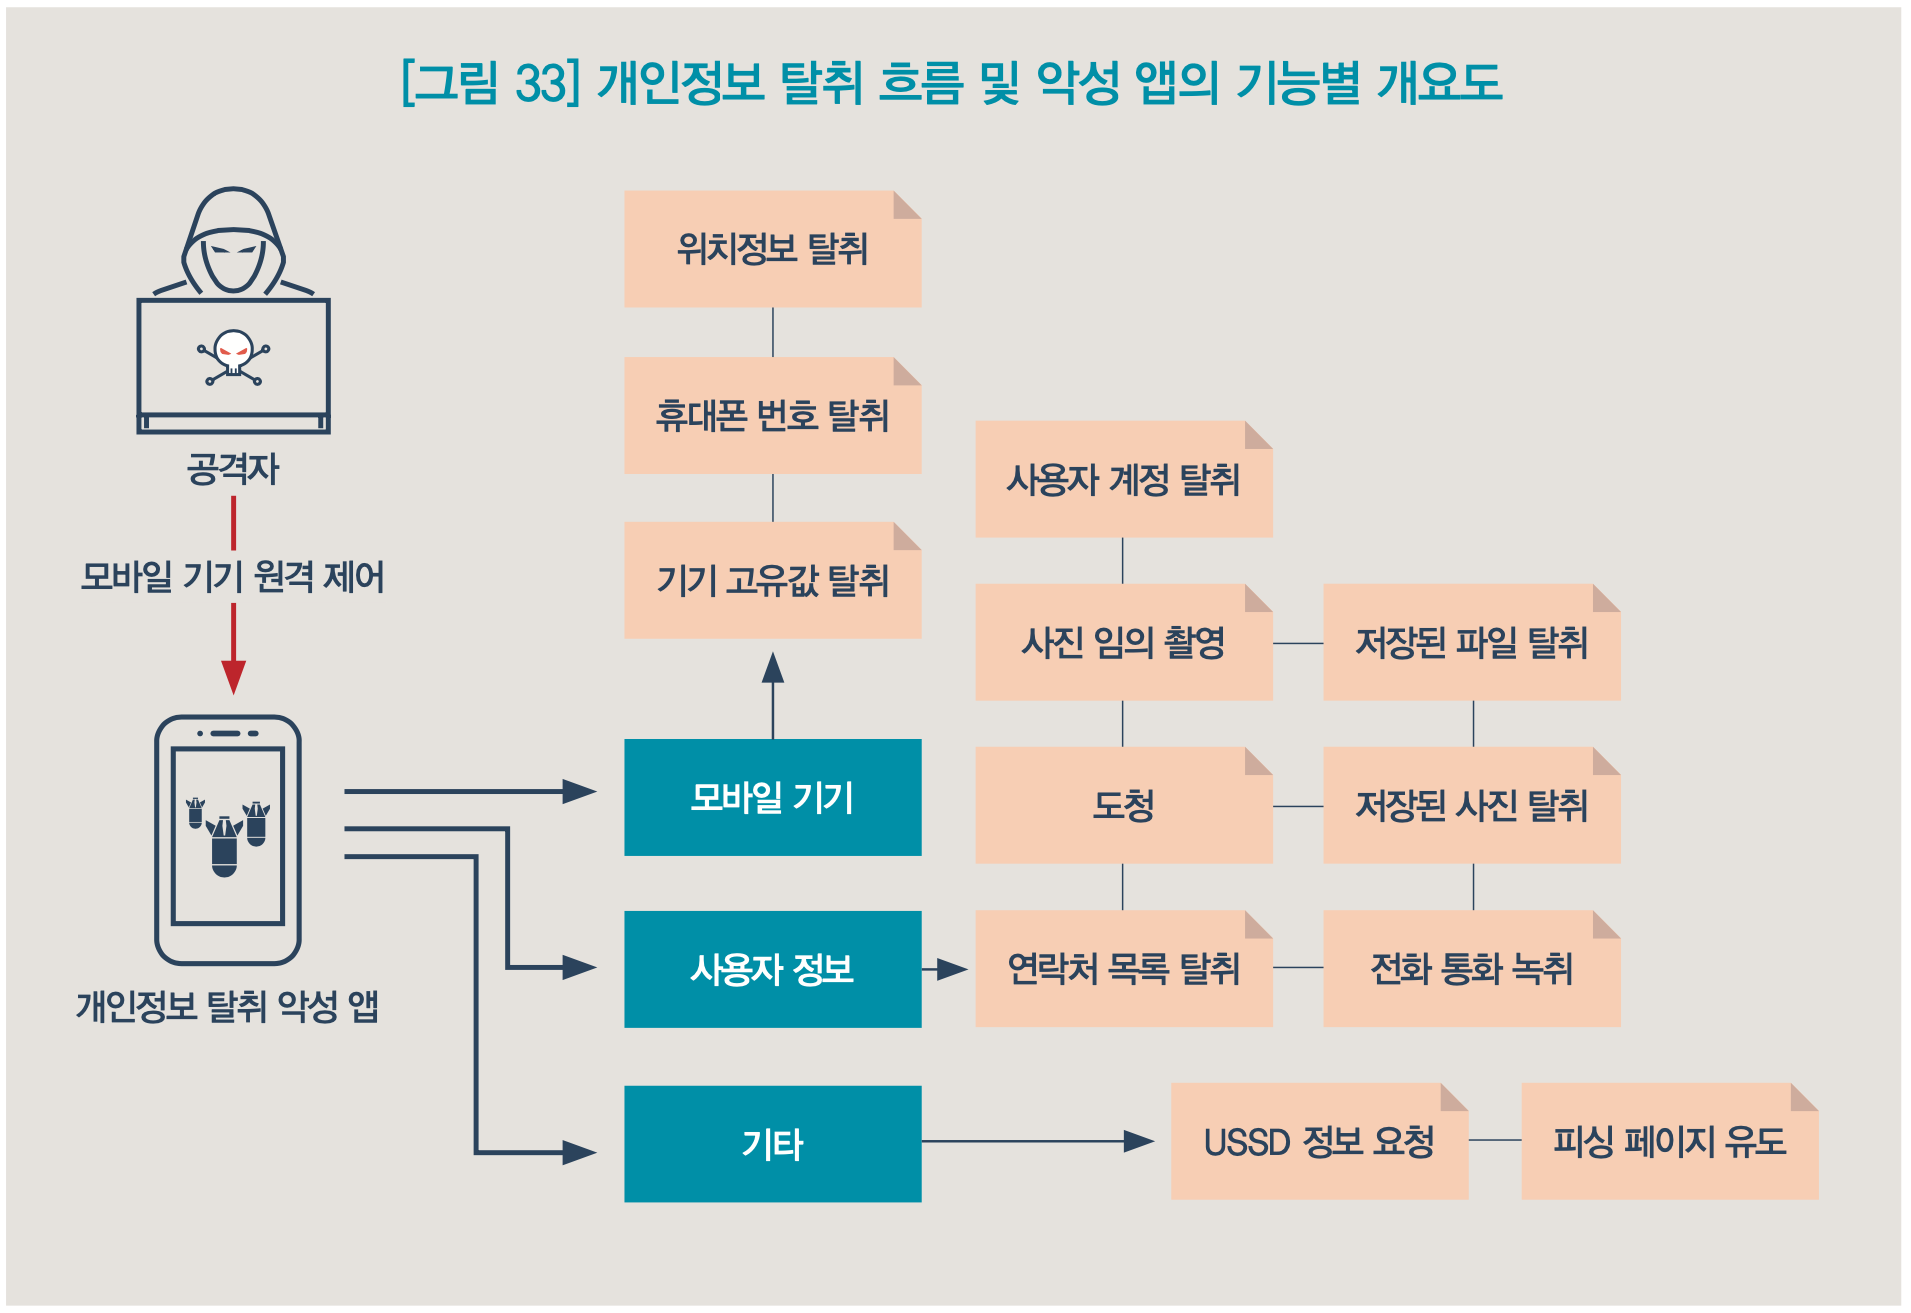 [그림 33] 개인정보 탈취 흐름 및 악성 앱의 기능별 개요도
공격자
모바일 기기 원격 제어
개인정보 탈취 악성 앱
위치정보 탈취
휴대폰 번호 탈취
기기 고유값 탈취
모바일 기기
사용자 정보
기타
사용자 계정 탈취
사진 임의 촬영
도청
연락처 목록 탈취
저장된 파일 탈취
저장된 사진 탈취
전화 통화 녹취
USSD 정보 요청
피싱 페이지 유도